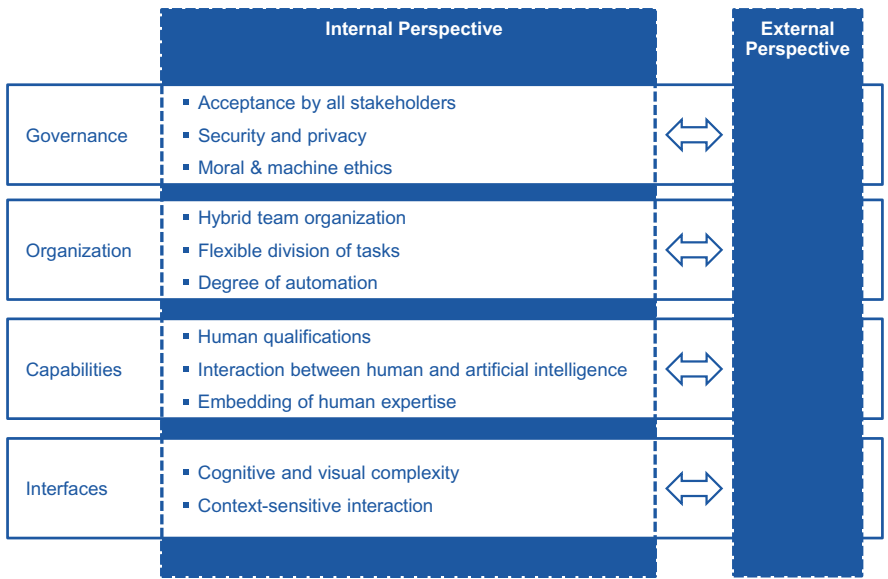 Internal Perspective
External
Perspective
Governance
▪ Acceptance by all stakeholders
▪ Security and privacy
▪ Moral & machine ethics
Organization
▪ Hybrid team organization
▪ Flexible division of tasks
▪ Degree of automation
Capabilities
▪ Human qualifications
▪ Interaction between human and artificial intelligence
▪ Embedding of human expertise
Interfaces
▪ Cognitive and visual complexity
▪ Context-sensitive interaction